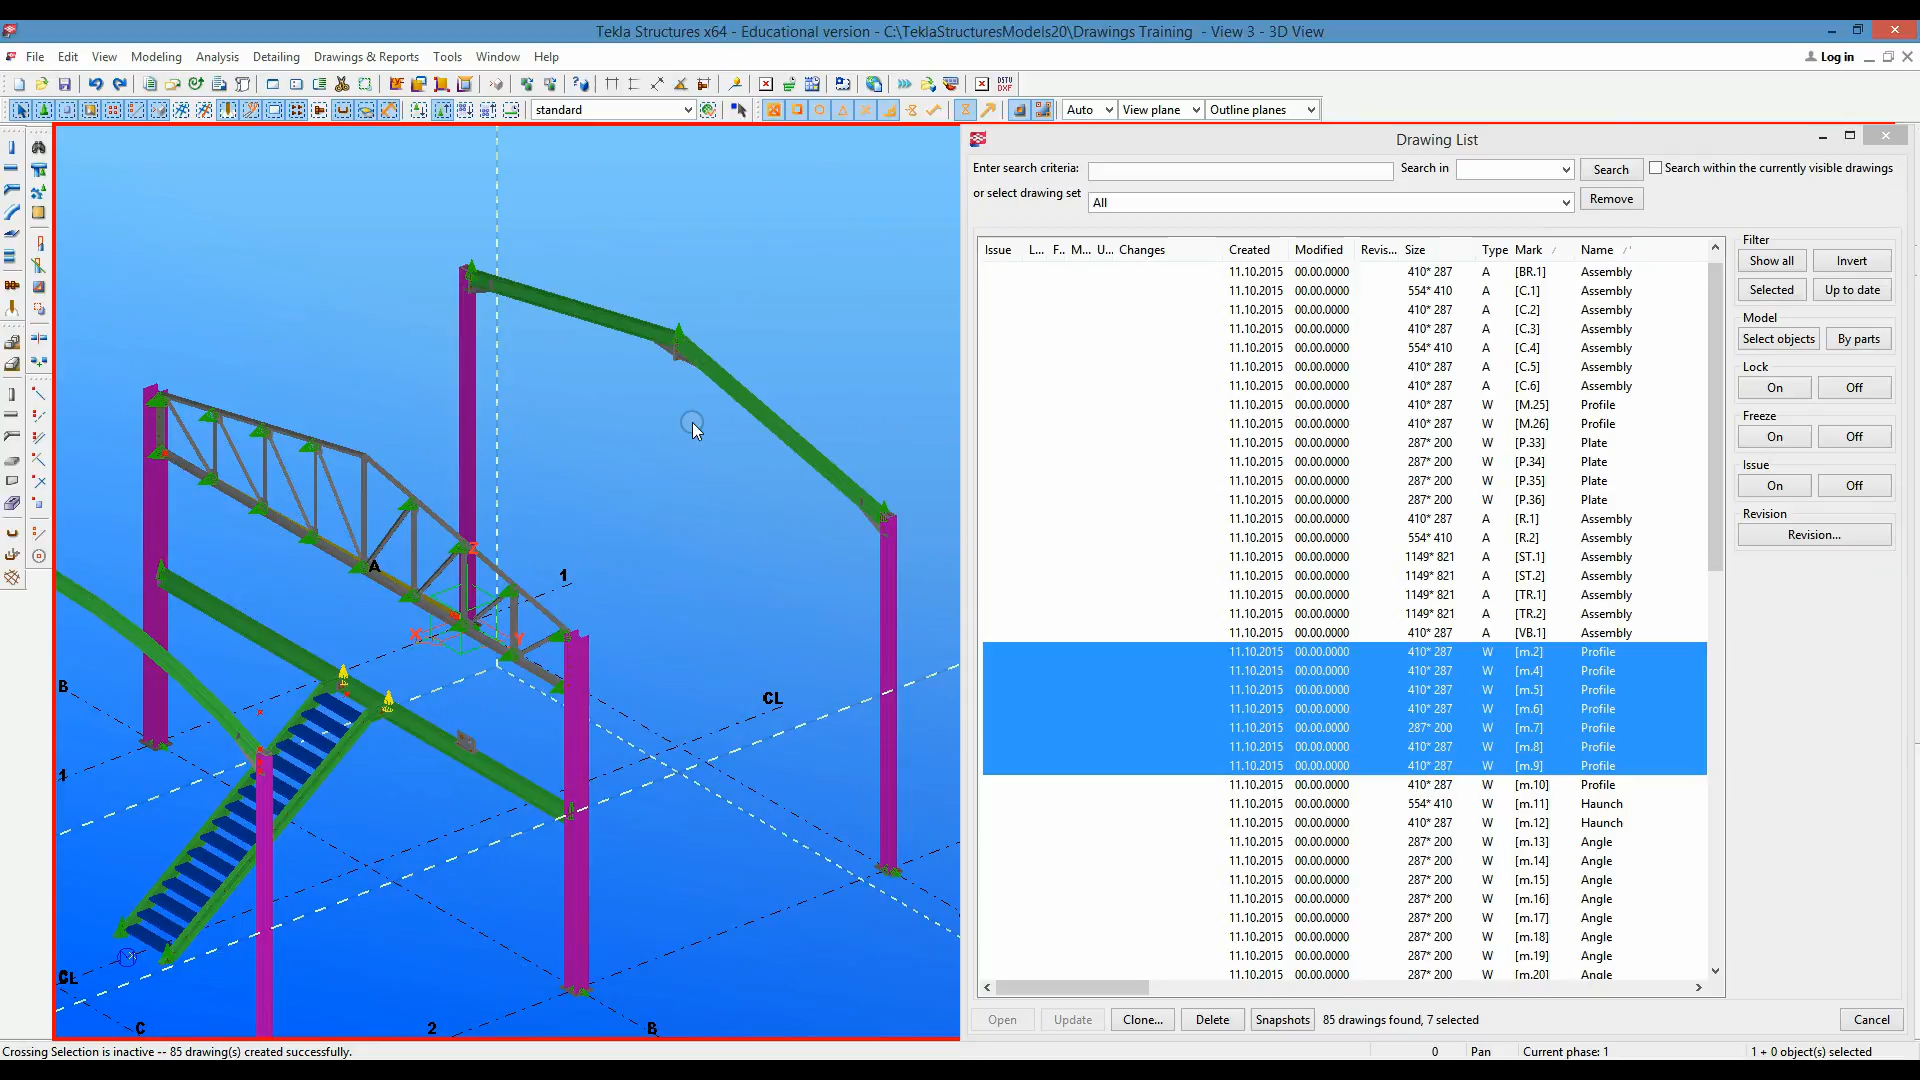 Tekla Structures x64 - Educational version - C:\TeklaStructuresModels20\Drawings Training - View 3 - 3D View
File Edit View Modeling Analysis Detailing Drawings & Reports Tools Window Help
Log in
DSTV DXF
standard
Auto View plane Outline planes
Drawing List
Enter search criteria: Search in Search Search within the currently visible drawings
or select drawing set All Remove
Issue L... F.. M... U... Changes Created Modified Revis... Size Type Mark Name
11.10.2015 00.00.0000 410* 287 A [BR.1] Assembly
11.10.2015 00.00.0000 554* 410 A [C.1] Assembly
11.10.2015 00.00.0000 410* 287 A [C.2] Assembly
11.10.2015 00.00.0000 410* 287 A [C.3] Assembly
11.10.2015 00.00.0000 554* 410 A [C.4] Assembly
11.10.2015 00.00.0000 410* 287 A [C.5] Assembly
11.10.2015 00.00.0000 410* 287 A [C.6] Assembly
11.10.2015 00.00.0000 410* 287 W [M.25] Profile
11.10.2015 00.00.0000 410* 287 W [M.26] Profile
11.10.2015 00.00.0000 287* 200 W [P.33] Plate
11.10.2015 00.00.0000 287* 200 W [P.34] Plate
11.10.2015 00.00.0000 287* 200 W [P.35] Plate
11.10.2015 00.00.0000 287* 200 W [P.36] Plate
11.10.2015 00.00.0000 410* 287 A [R.1] Assembly
11.10.2015 00.00.0000 554* 410 A [R.2] Assembly
11.10.2015 00.00.0000 1149* 821 A [ST.1] Assembly
11.10.2015 00.00.0000 1149* 821 A [ST.2] Assembly
11.10.2015 00.00.0000 1149* 821 A [TR.1] Assembly
11.10.2015 00.00.0000 1149* 821 A [TR.2] Assembly
11.10.2015 00.00.0000 410* 287 A [VB.1] Assembly
11.10.2015 00.00.0000 410* 287 W [m.2] Profile
11.10.2015 00.00.0000 410* 287 W [m.4] Profile
11.10.2015 00.00.0000 410* 287 W [m.5] Profile
11.10.2015 00.00.0000 410* 287 W [m.6] Profile
11.10.2015 00.00.0000 287* 200 W [m.7] Profile
11.10.2015 00.00.0000 410* 287 W [m.8] Profile
11.10.2015 00.00.0000 410* 287 W [m.9] Profile
11.10.2015 00.00.0000 410* 287 W [m.10] Profile
11.10.2015 00.00.0000 554* 410 W [m.11] Haunch
11.10.2015 00.00.0000 410* 287 W [m.12] Haunch
11.10.2015 00.00.0000 287* 200 W [m.13] Angle
11.10.2015 00.00.0000 287* 200 W [m.14] Angle
11.10.2015 00.00.0000 287* 200 W [m.15] Angle
11.10.2015 00.00.0000 287* 200 W [m.16] Angle
11.10.2015 00.00.0000 287* 200 W [m.17] Angle
11.10.2015 00.00.0000 287* 200 W [m.18] Angle
11.10.2015 00.00.0000 287* 200 W [m.19] Angle
11.10.2015 00.00.0000 287* 200 W [m.20] Angle
Filter
Show all Invert
Selected Up to date
Model
Select objects By parts
Lock
On Off
Freeze
On Off
Issue
On Off
Revision
Revision...
Open Update Clone... Delete Snapshots 85 drawings found, 7 selected Cancel
Z
A
1
X Y
B
CL
1
CL
C 2 B
Crossing Selection is inactive -- 85 drawing(s) created successfully. 0 Pan Current phase: 1 1 + 0 object(s) selected